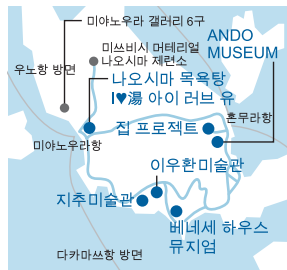 미야노우라 갤러리 6구
ANDO
MUSEUM
미쓰비시 머테리얼
나오시마 제련소
우노항 방면
나오시마 목욕탕
I♥湯 아이 러브 유
혼무라항
집 프로젝트
미야노우라항
이우환미술관
지추미술관
베네세 하우스
뮤지엄
다카마쓰항 방면